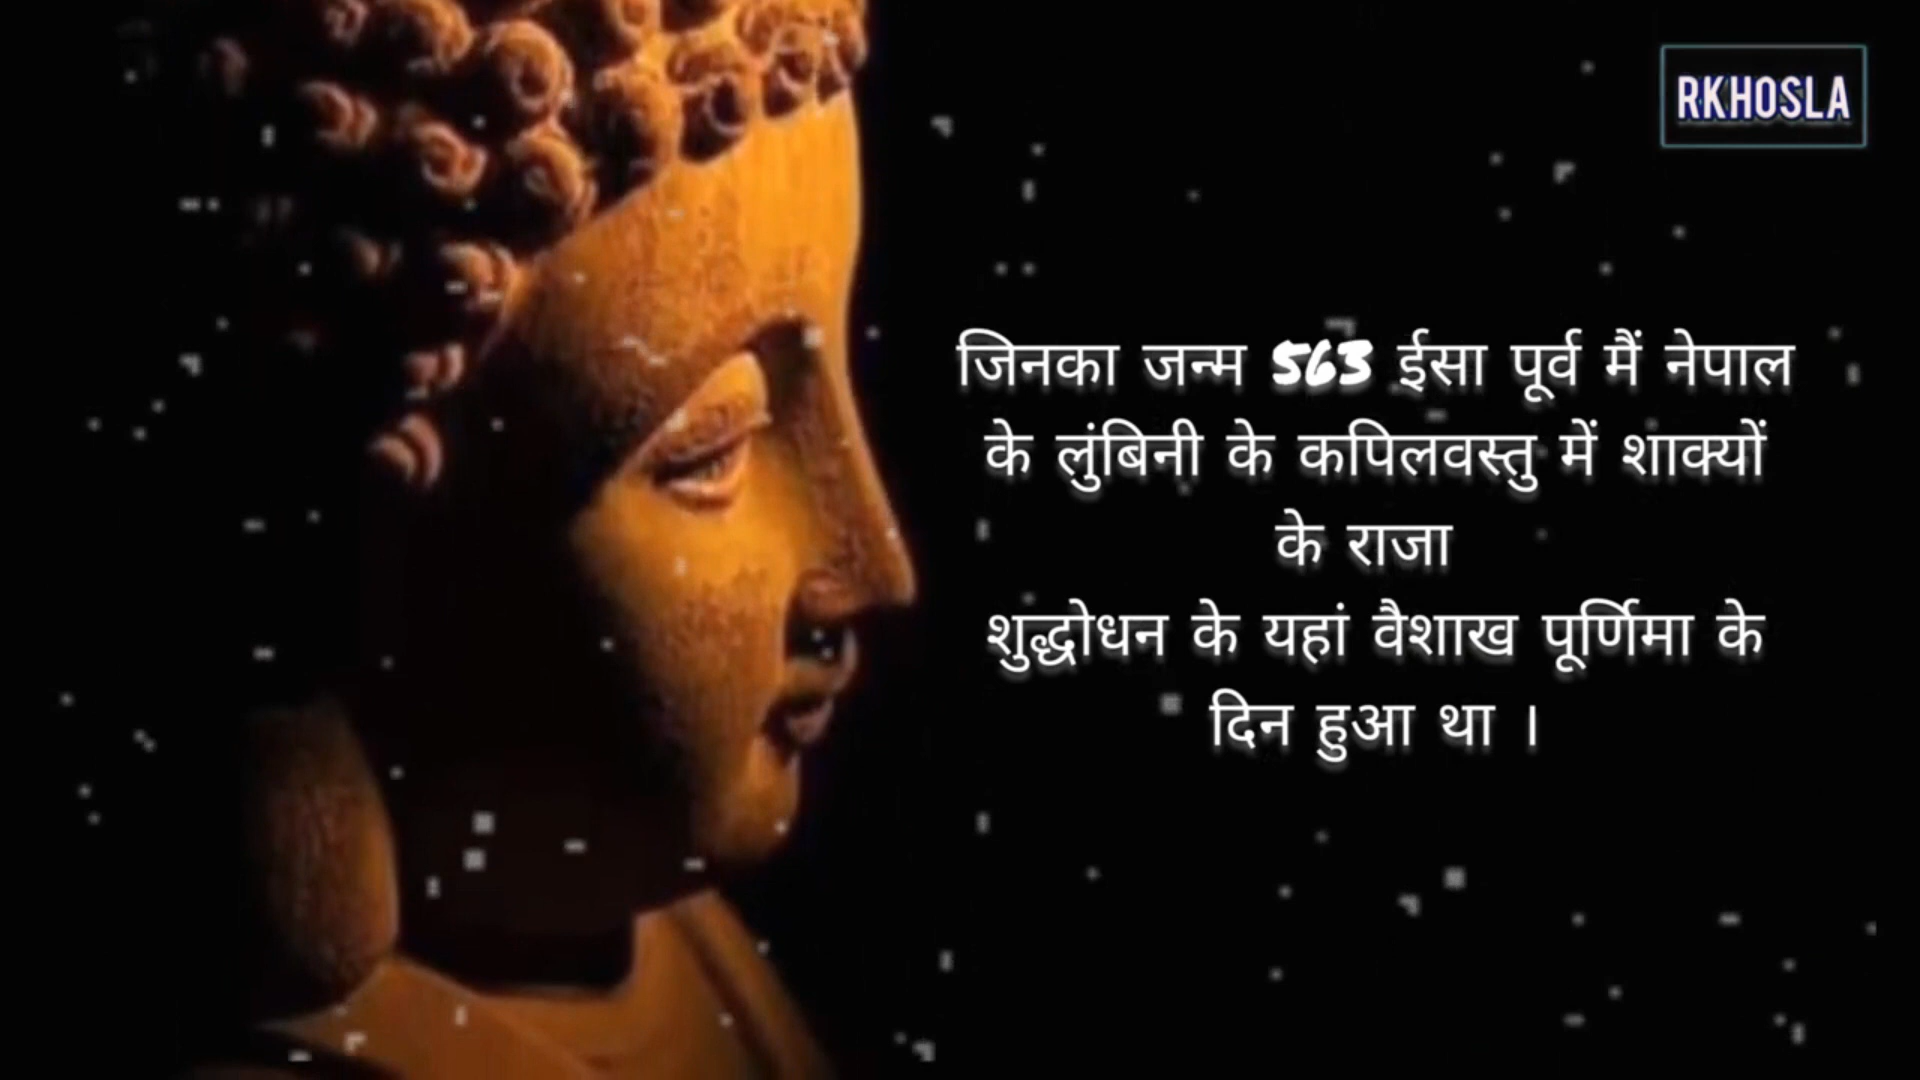 RKHOSLA
जिनका जन्म 563 ईसा पूर्व मैं नेपाल
के लुंबिनी के कपिलवस्तु में शाक्यों
के राजा
शुद्धोधन के यहां वैशाख पूर्णिमा के
दिन हुआ था ।